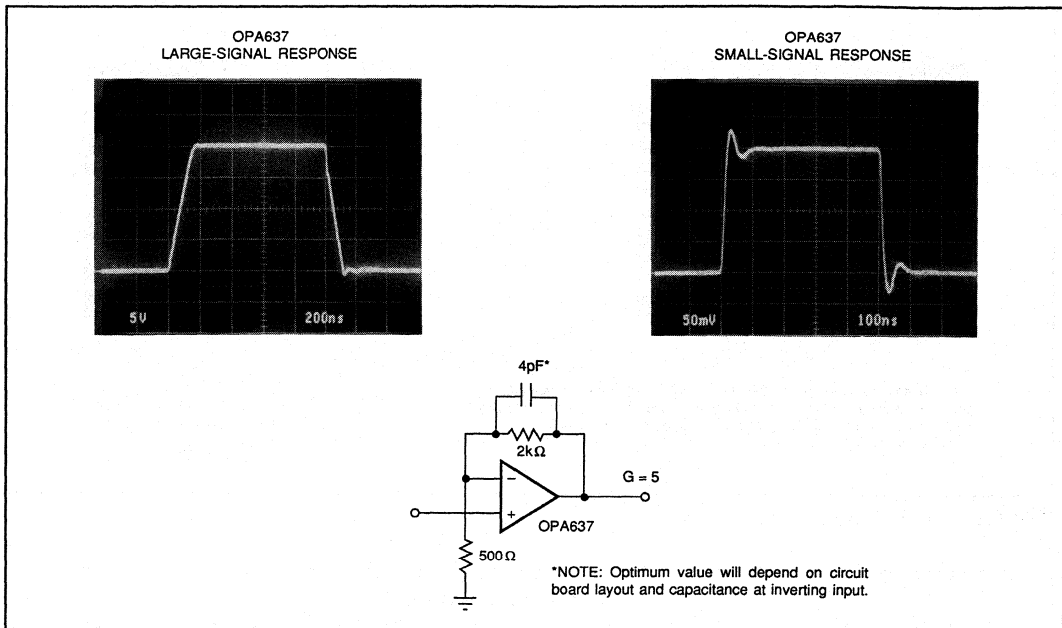 OPA637
LARGE-SIGNAL RESPONSE
OPA637
SMALL-SIGNAL RESPONSE
5V
200ns
50mV
100ns
4pF*
2kΩ
G = 5
−
+
OPA637
500Ω
*NOTE: Optimum value will depend on circuit
board layout and capacitance at inverting input.